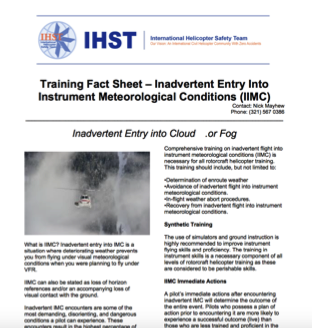 IHST
IHST
International Helicopter Safety Team
Training Fact Sheet – Inadvertent Entry Into
Instrument Meteorological Conditions (IIMC)
Contact: Nick Mayhew
Phone: (321) 567 0386
Inadvertent Entry into Cloud .or Fog
What is IIMC? Inadvertent entry into IMC is a
situation where deteriorating weather prevents
you from flying under visual meteorological
conditions when you were planning to fly under
VFR.
IIMC can also be stated as loss of horizon
references and/or an accompanying loss of
visual contact with the ground.
Inadvertent IMC encounters are some of the
most demanding, disorienting, and dangerous
conditions a pilot can experience. These
encounters result in the highest percentage of
Comprehensive training on inadvertent flight into
instrument meteorological conditions (IIMC) is
necessary for all rotorcraft helicopter training.
This training should include, but not limited to:
•Determination of enroute weather
•Avoidance of inadvertent flight into instrument
meteorological conditions.
•In-flight weather abort procedures.
•Recovery from inadvertent flight into instrument
meteorological conditions.
Synthetic Training
The use of simulators and ground instruction is
highly recommended to improve instrument
flying skills and proficiency. The training in
instrument skills is a necessary component of all
levels of rotorcraft helicopter training as these
are considered to be perishable skills.
IIMC Immediate Actions
A pilot's immediate actions after encountering
inadvertent IMC will determine the outcome of
the entire event. Pilots who possess a plan of
action prior to encountering it are more likely to
experience a successful outcome (live) than
those who are less trained and proficient in the